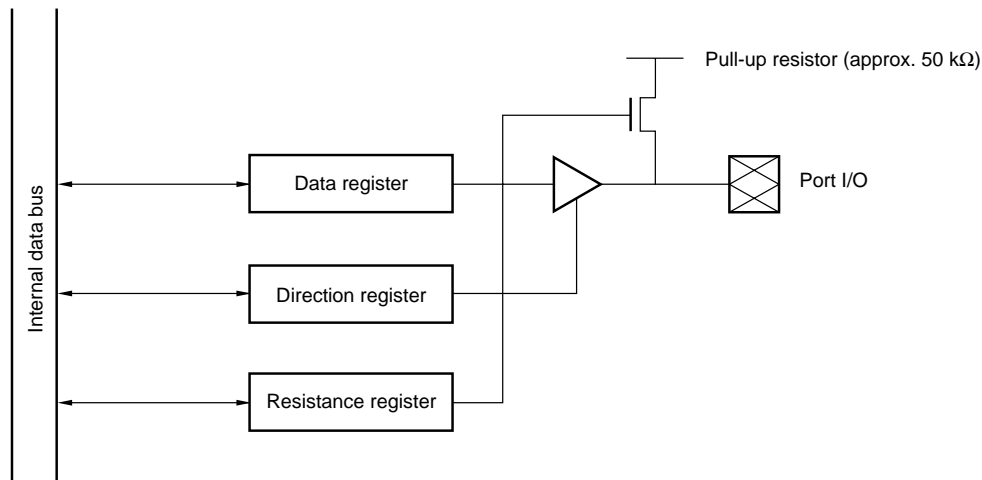 Pull-up resistor (approx. 50 kΩ)
Data register
Port I/O
Internal data bus
Direction register
Resistance register